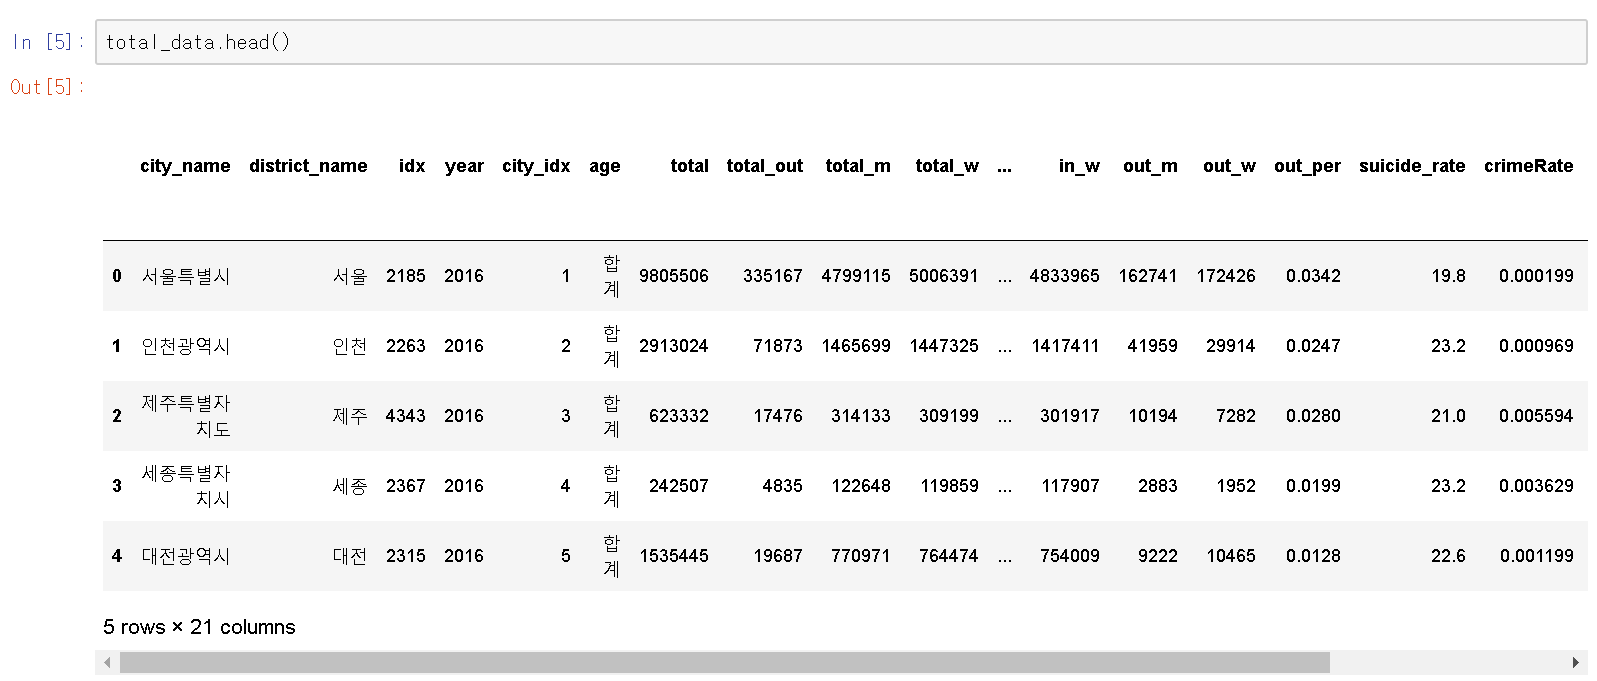 In [5]: total_data.head()
Out[5]:
city_name district_name idx year city_idx age total total_out total_m total_w ... in_w out_m out_w out_per suicide_rate crimeRate
0 서울특별시 서울 2185 2016 1 합계 9805506 335167 4799115 5006391 ... 4833965 162741 172426 0.0342 19.8 0.000199
1 인천광역시 인천 2263 2016 2 합계 2913024 71873 1465699 1447325 ... 1417411 41959 29914 0.0247 23.2 0.000969
2 제주특별자치도 제주 4343 2016 3 합계 623332 17476 314133 309199 ... 301917 10194 7282 0.0280 21.0 0.005594
3 세종특별자치시 세종 2367 2016 4 합계 242507 4835 122648 119859 ... 117907 2883 1952 0.0199 23.2 0.003629
4 대전광역시 대전 2315 2016 5 합계 1535445 19687 770971 764474 ... 754009 9222 10465 0.0128 22.6 0.001199
5 rows × 21 columns